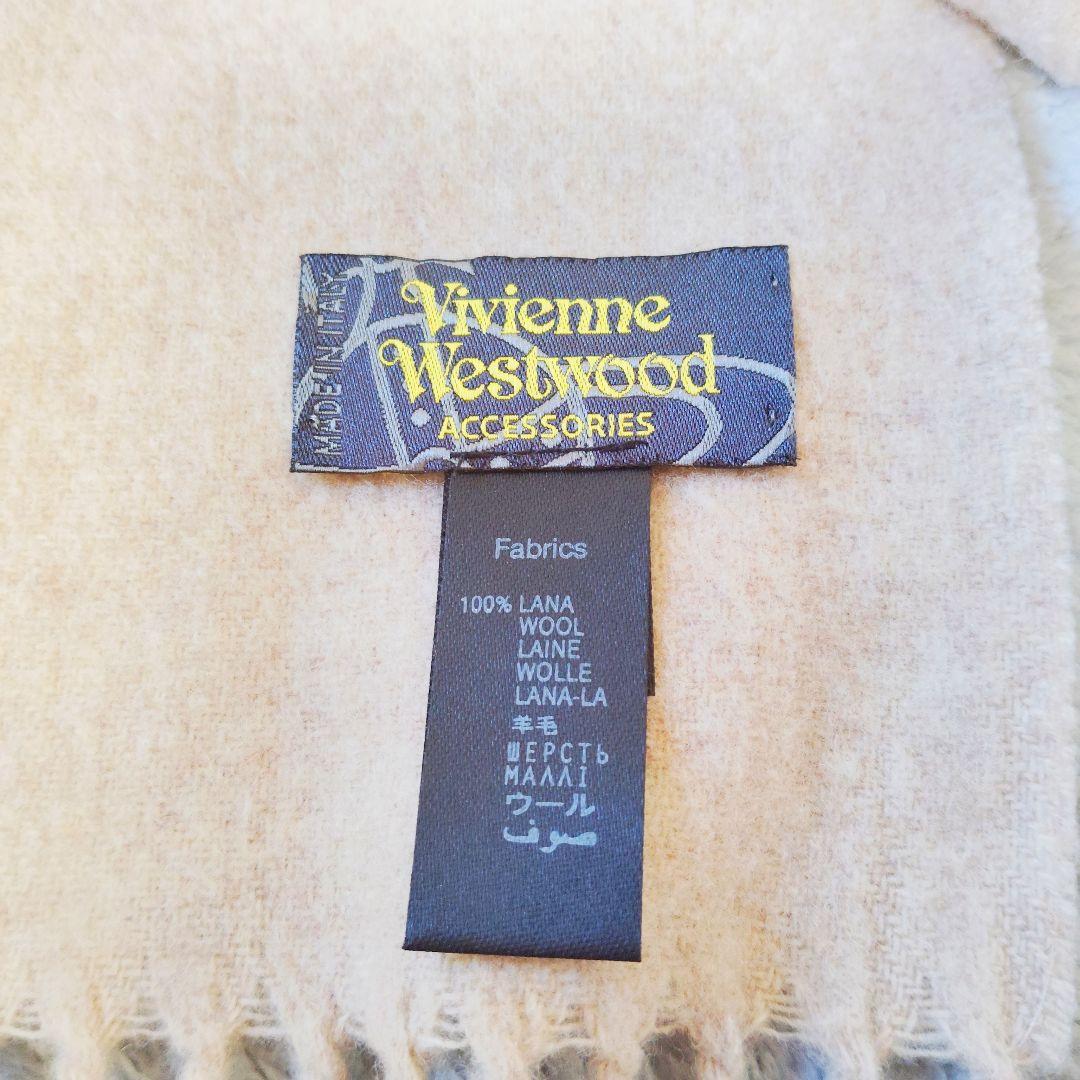 MADE IN ITALY
Vivienne
Westwood
ACCESSORIES
Fabrics
100% LANA
WOOL
LAINE
WOLLE
LANA-LA
羊毛
ШЕРСТЬ
ΜΑΛΛΙ
ウール
صوف